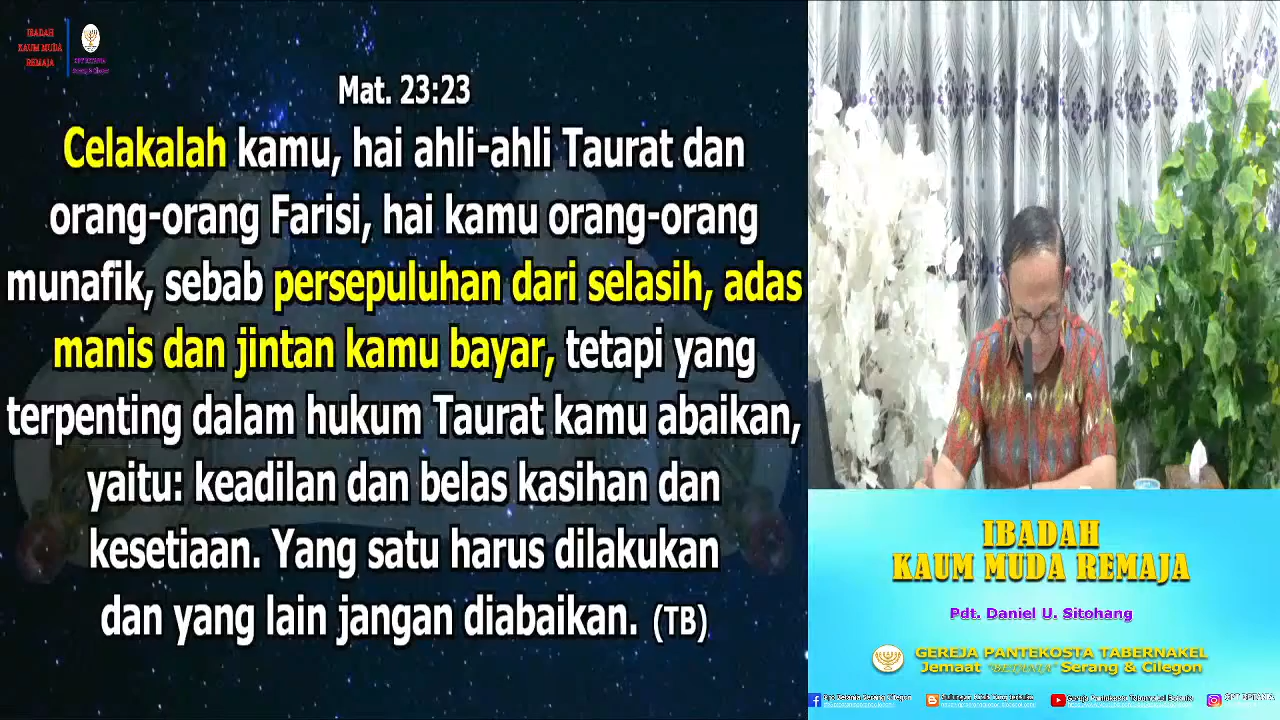 IBADAH
KAUM MUDA
REMAJA
Mat. 23:23
Celakalah kamu, hai ahli-ahli Taurat dan
orang-orang Farisi, hai kamu orang-orang
munafik, sebab persepuluhan dari selasih, adas
manis dan jintan kamu bayar, tetapi yang
terpenting dalam hukum Taurat kamu abaikan,
yaitu: keadilan dan belas kasihan dan
kesetiaan. Yang satu harus dilakukan
dan yang lain jangan diabaikan. (TB)
IBADAH
KAUM MUDA REMAJA
Pdt. Daniel U. Sitohang
GEREJA PANTEKOSTA TABERNAKEL
Jemaat "BETANIA" Serang & Cilegon